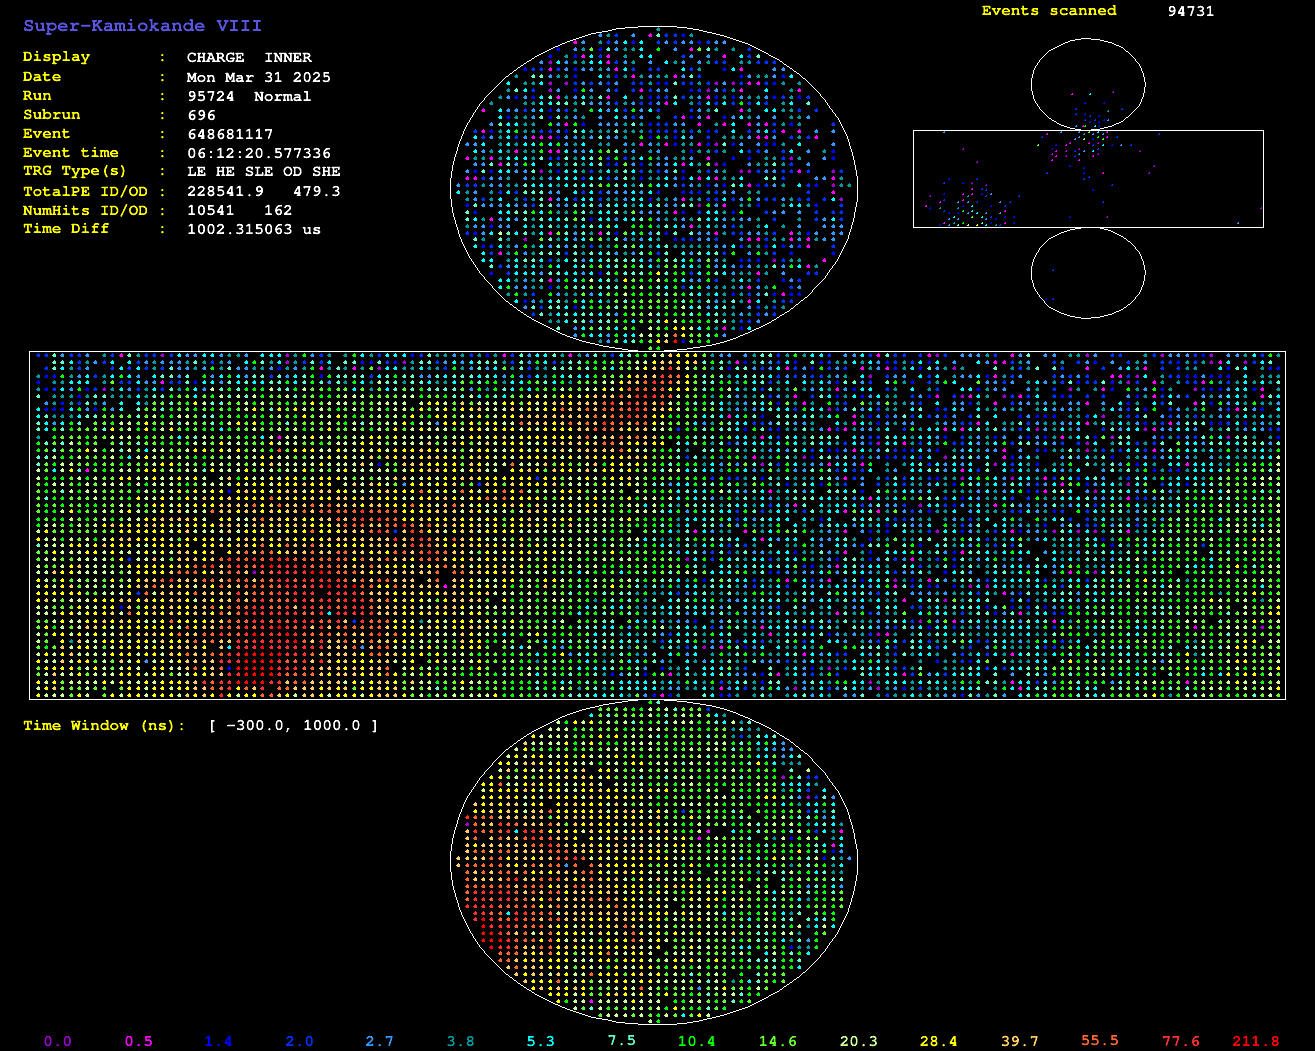 Super-Kamiokande VIII
Display : CHARGE INNER
Date : Mon Mar 31 2025
Run : 95724 Normal
Subrun : 696
Event : 648681117
Event time : 06:12:20.577336
TRG Type(s) : LE HE SLE OD SHE
TotalPE ID/OD : 228541.9 479.3
NumHits ID/OD : 10541 162
Time Diff : 1002.315063 us
Events scanned 94731
Time Window (ns): [ -300.0, 1000.0 ]
0.0 0.5 1.4 2.0 2.7 3.8 5.3 7.5 10.4 14.6 20.3 28.4 39.7 55.5 77.6 211.8